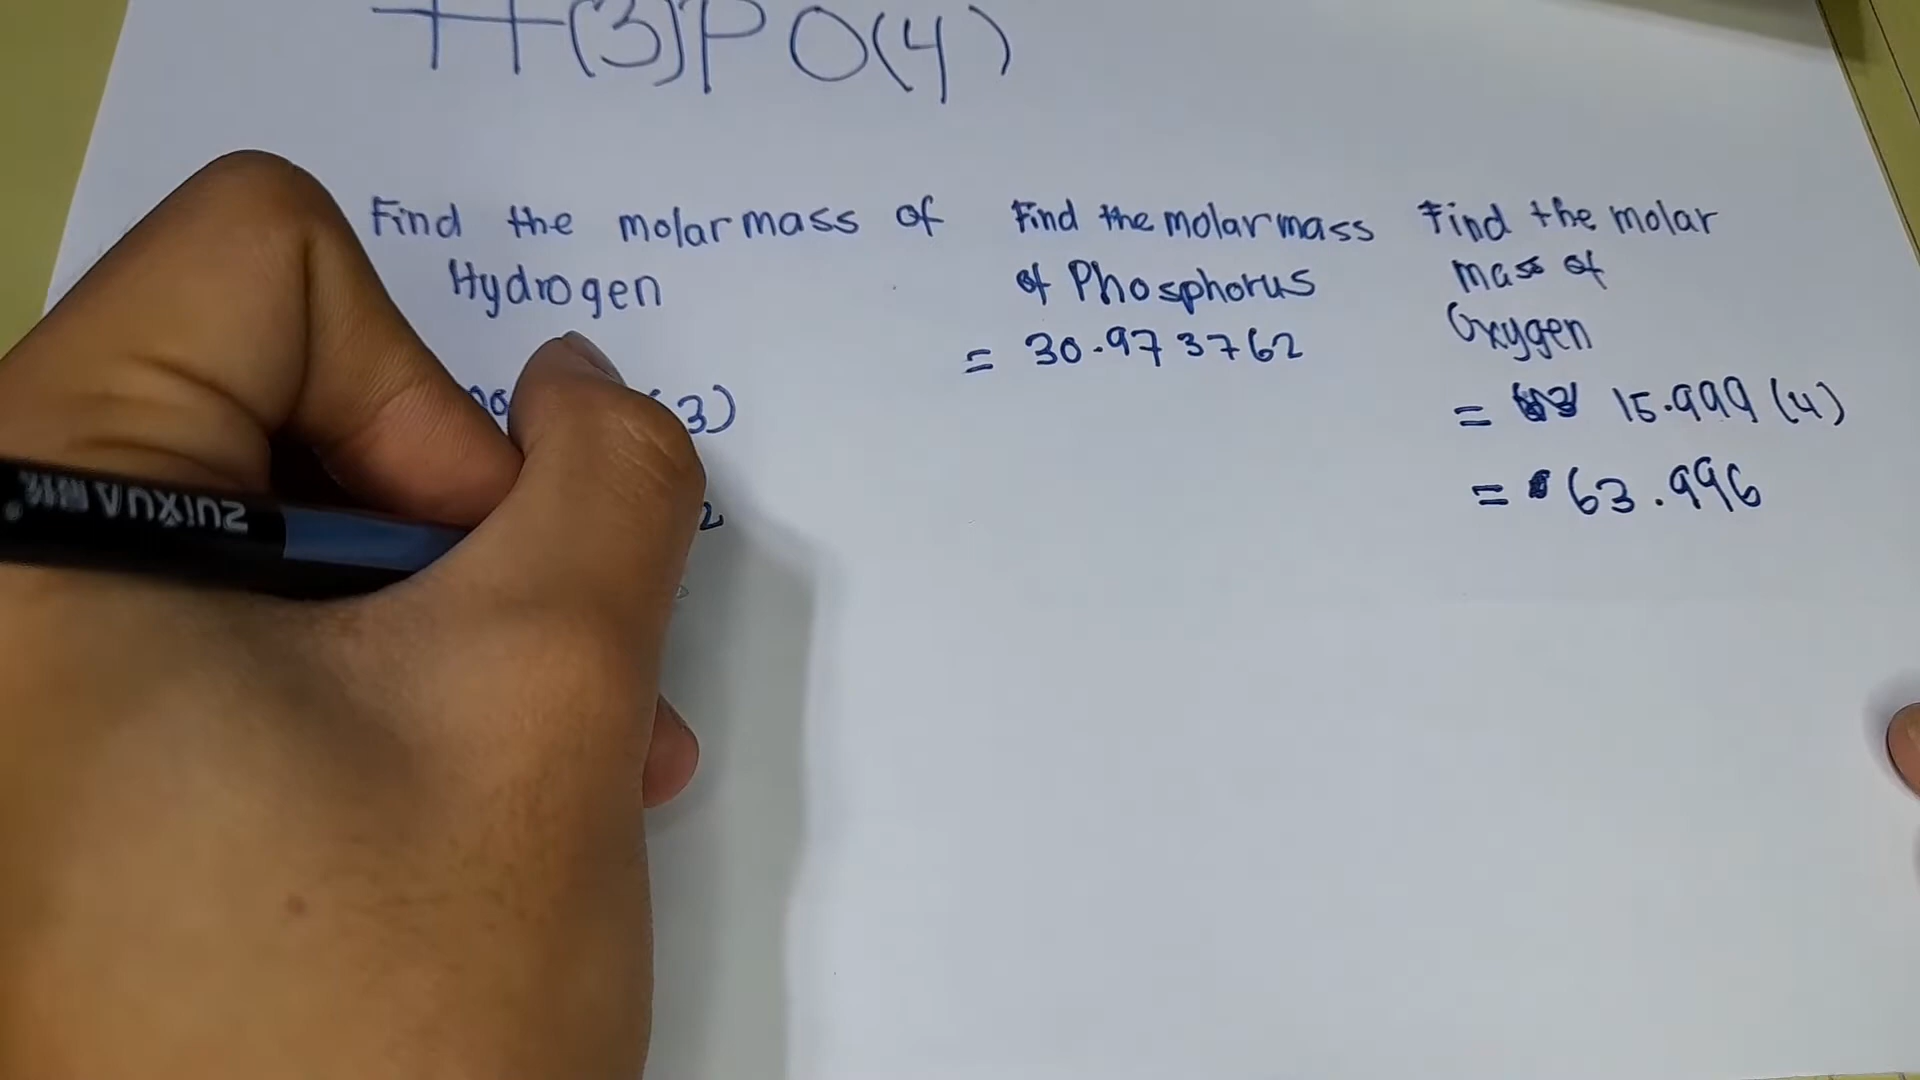 H(3)PO(4)
Find the molar mass of
Hydrogen
(3)
2
Find the molar mass
of Phosphorus
= 30.973762
Find the molar
mass of
Oxygen
= 15.999 (4)
= 63.996
ZUIXUA